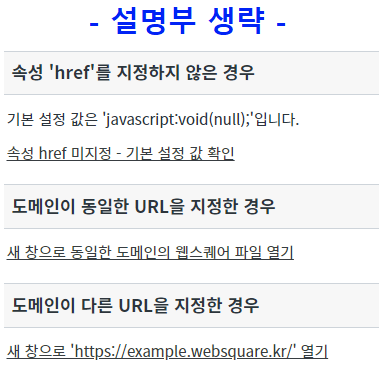 - 설명부 생략 -
속성 'href'를 지정하지 않은 경우
기본 설정 값은 'javascript:void(null);'입니다.
속성 href 미지정 - 기본 설정 값 확인
도메인이 동일한 URL을 지정한 경우
새 창으로 동일한 도메인의 웹스퀘어 파일 열기
도메인이 다른 URL을 지정한 경우
새 창으로 'https://example.websquare.kr/' 열기